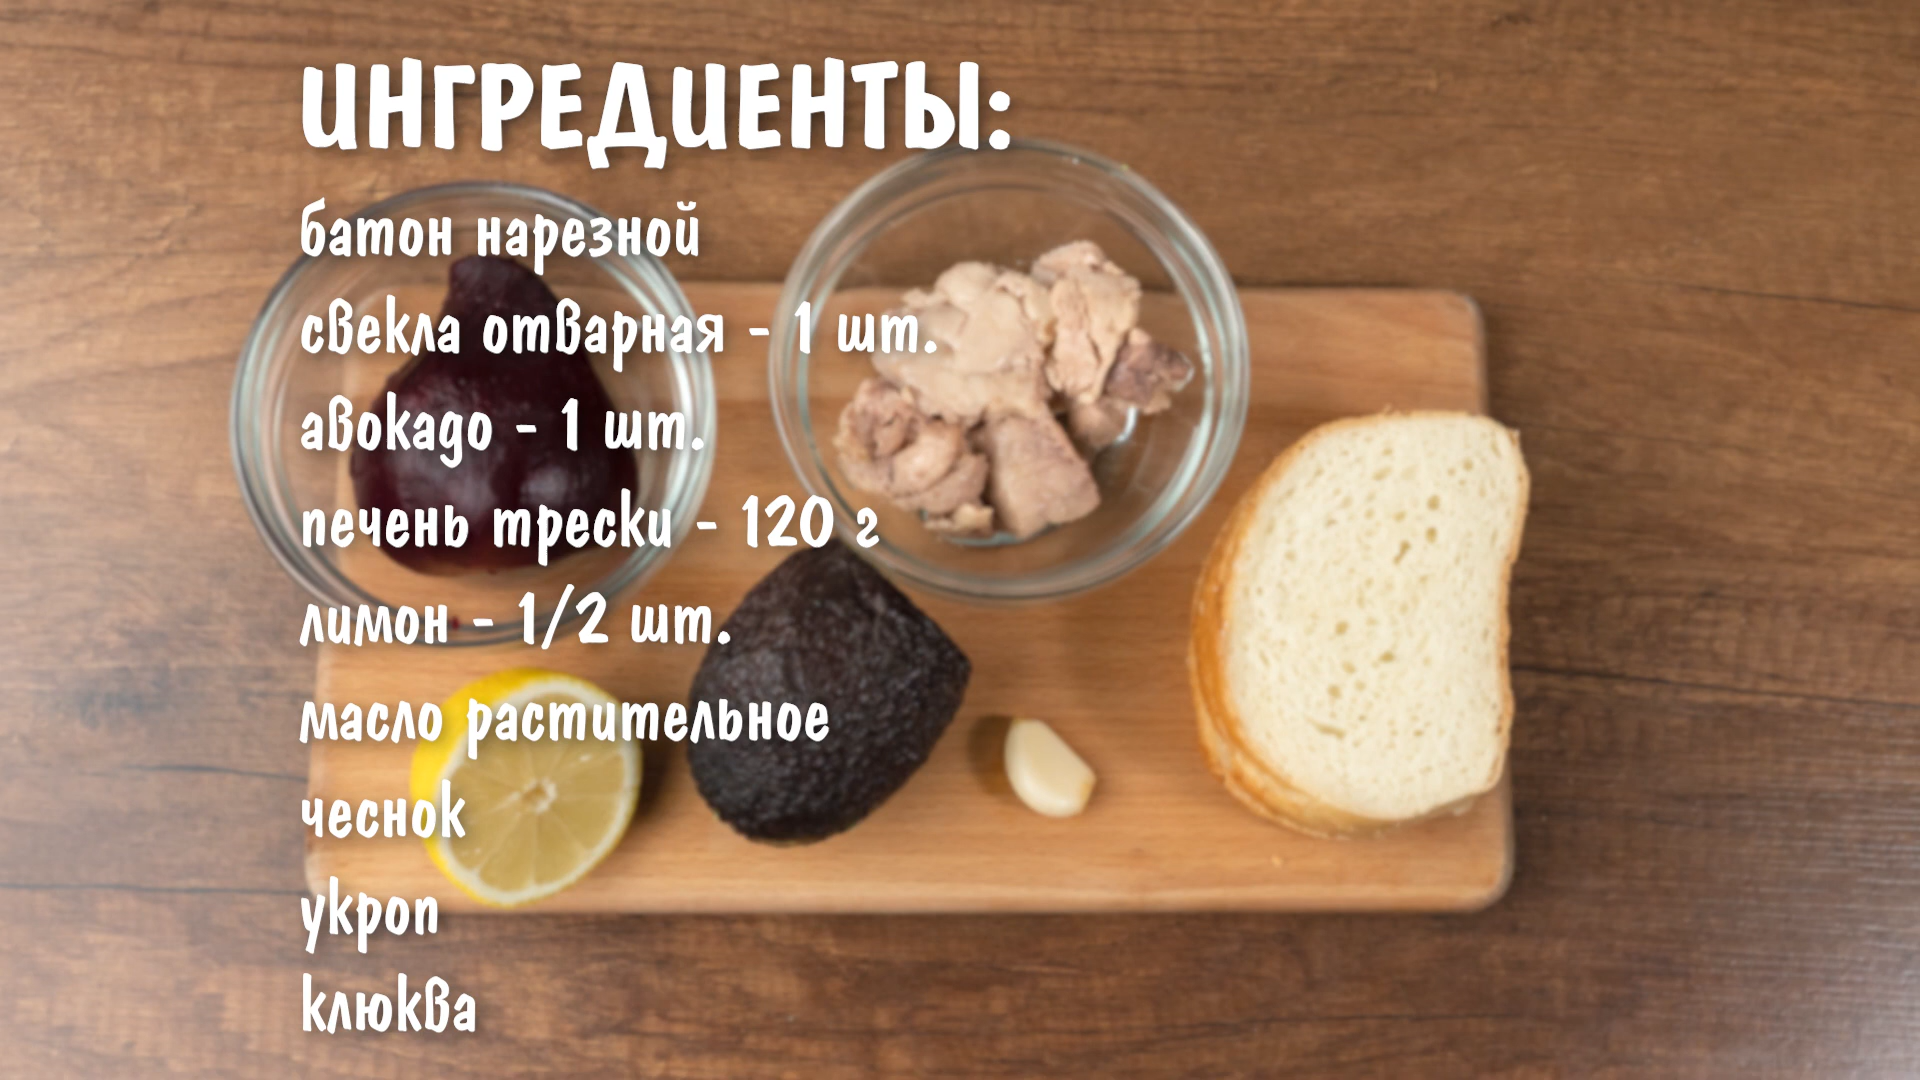 ИНГРЕДИЕНТЫ:
батон нарезной
свекла отварная - 1 шт.
авокадо - 1 шт.
печень трески - 120 г
лимон - 1/2 шт.
масло растительное
чеснок
укроп
клюква